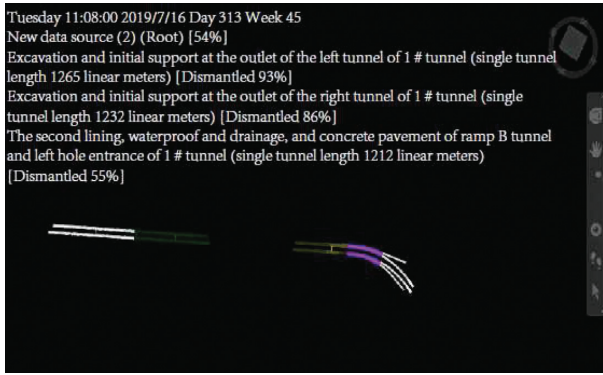 Tuesday 11:08:00 2019/7/16 Day 313 Week 45
New data source (2) (Root) [54%]
Excavation and initial support at the outlet of the left tunnel of 1 # tunnel (single tunnel
length 1265 linear meters) [Dismantled 93%]
Excavation and initial support at the outlet of the right tunnel of 1 # tunnel (single
tunnel length 1232 linear meters) [Dismantled 86%]
The second lining, waterproof and drainage, and concrete pavement of ramp B tunnel
and left hole entrance of 1 # tunnel (single tunnel length 1212 linear meters)
[Dismantled 55%]